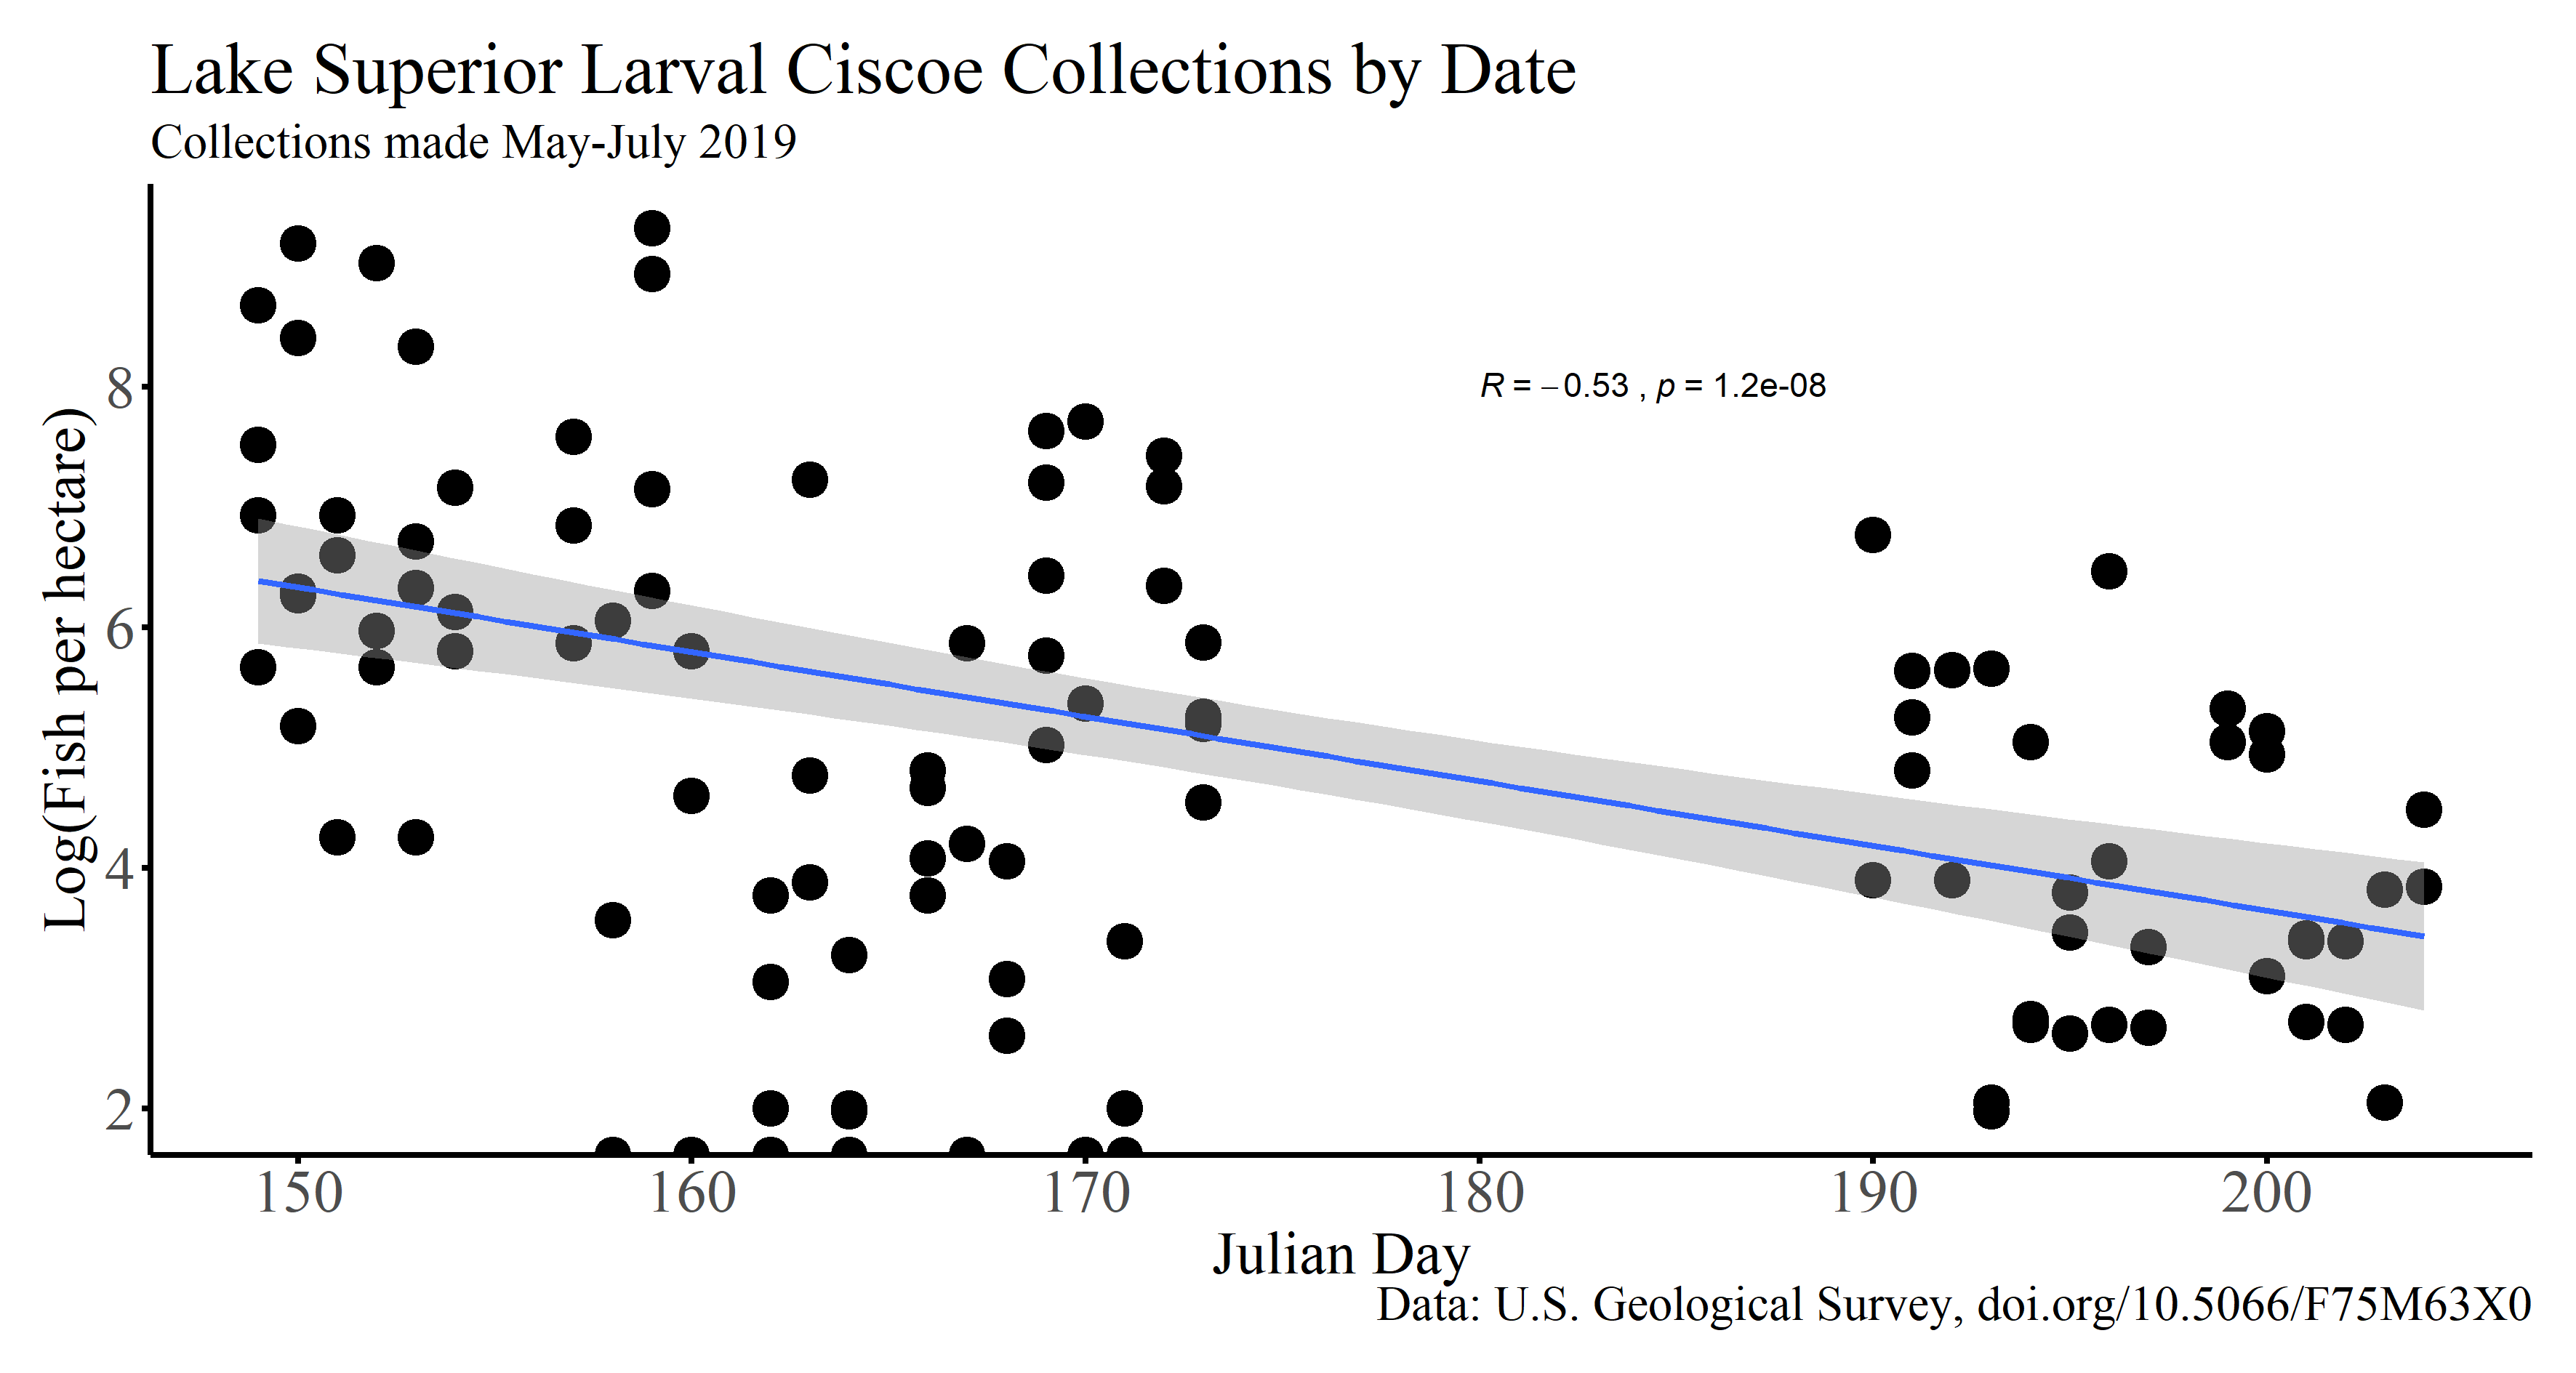 Lake Superior Larval Ciscoe Collections by Date
Collections made May-July 2019
Log(Fish per hectare)
8
6
4
2
R = −0.53 , p = 1.2e-08
150 160 170 180 190 200
Julian Day
Data: U.S. Geological Survey, doi.org/10.5066/F75M63X0